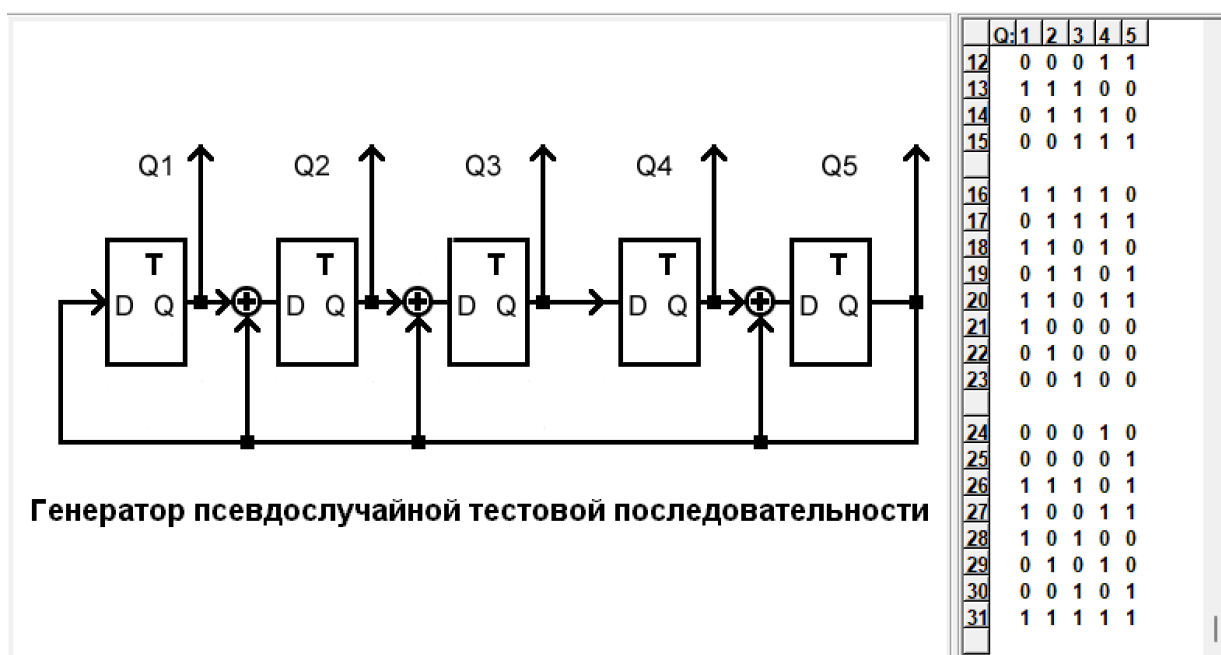 Q1 Q2 Q3 Q4 Q5
T T T T T
D Q D Q D Q D Q D Q
Генератор псевдослучайной тестовой последовательности
Q: 1 2 3 4 5
12 0 0 0 1 1
13 1 1 1 0 0
14 0 1 1 1 0
15 0 0 1 1 1
16 1 1 1 1 0
17 0 1 1 1 1
18 1 1 0 1 0
19 0 1 1 0 1
20 1 1 0 1 1
21 1 0 0 0 0
22 0 1 0 0 0
23 0 0 1 0 0
24 0 0 0 1 0
25 0 0 0 0 1
26 1 1 1 0 1
27 1 0 0 1 1
28 1 0 1 0 0
29 0 1 0 1 0
30 0 0 1 0 1
31 1 1 1 1 1